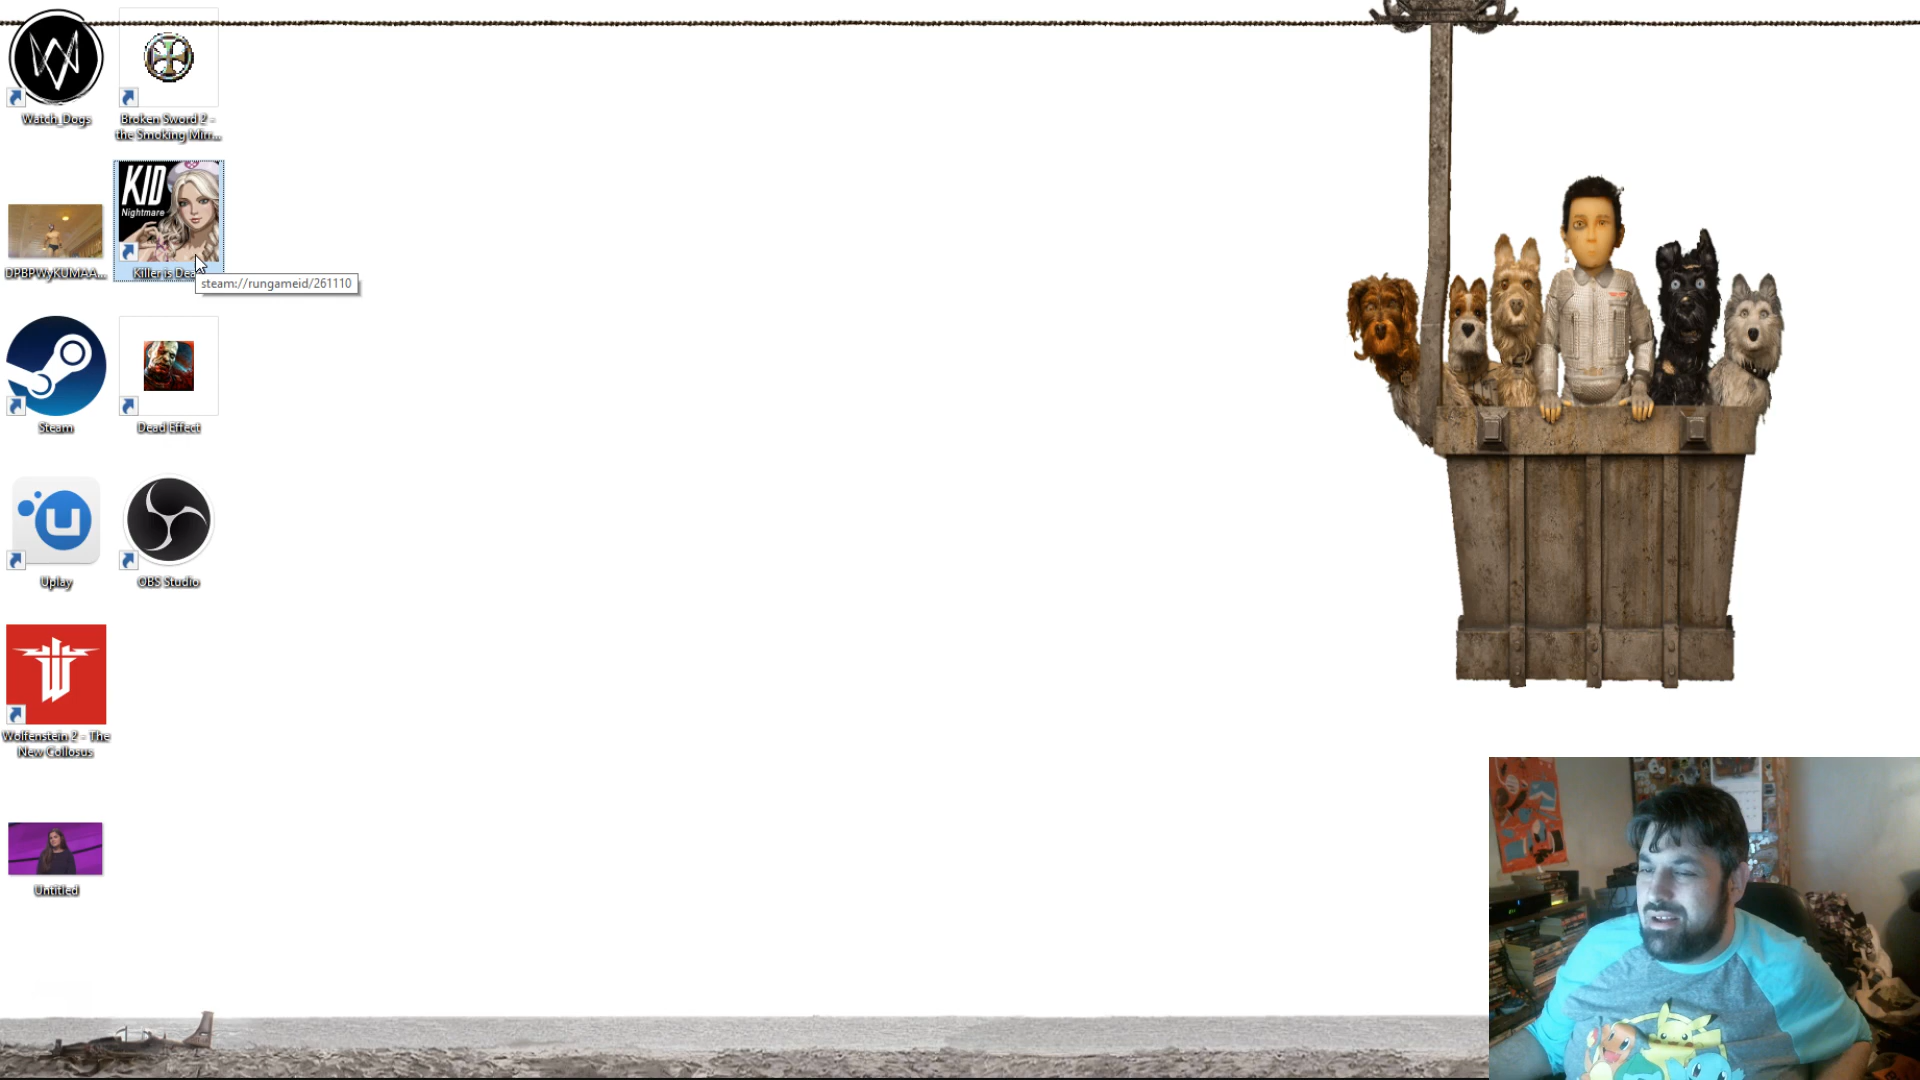 Watch_Dogs
Broken Sword 2 -
the Smoking Mirr...
DPBPWyKUMAA...
KID
Nightmare
Killer is Dea
steam://rungameid/261110
Steam
Dead Effect
Uplay
OBS Studio
Wolfenstein 2 - The
New Collosus
Untitled